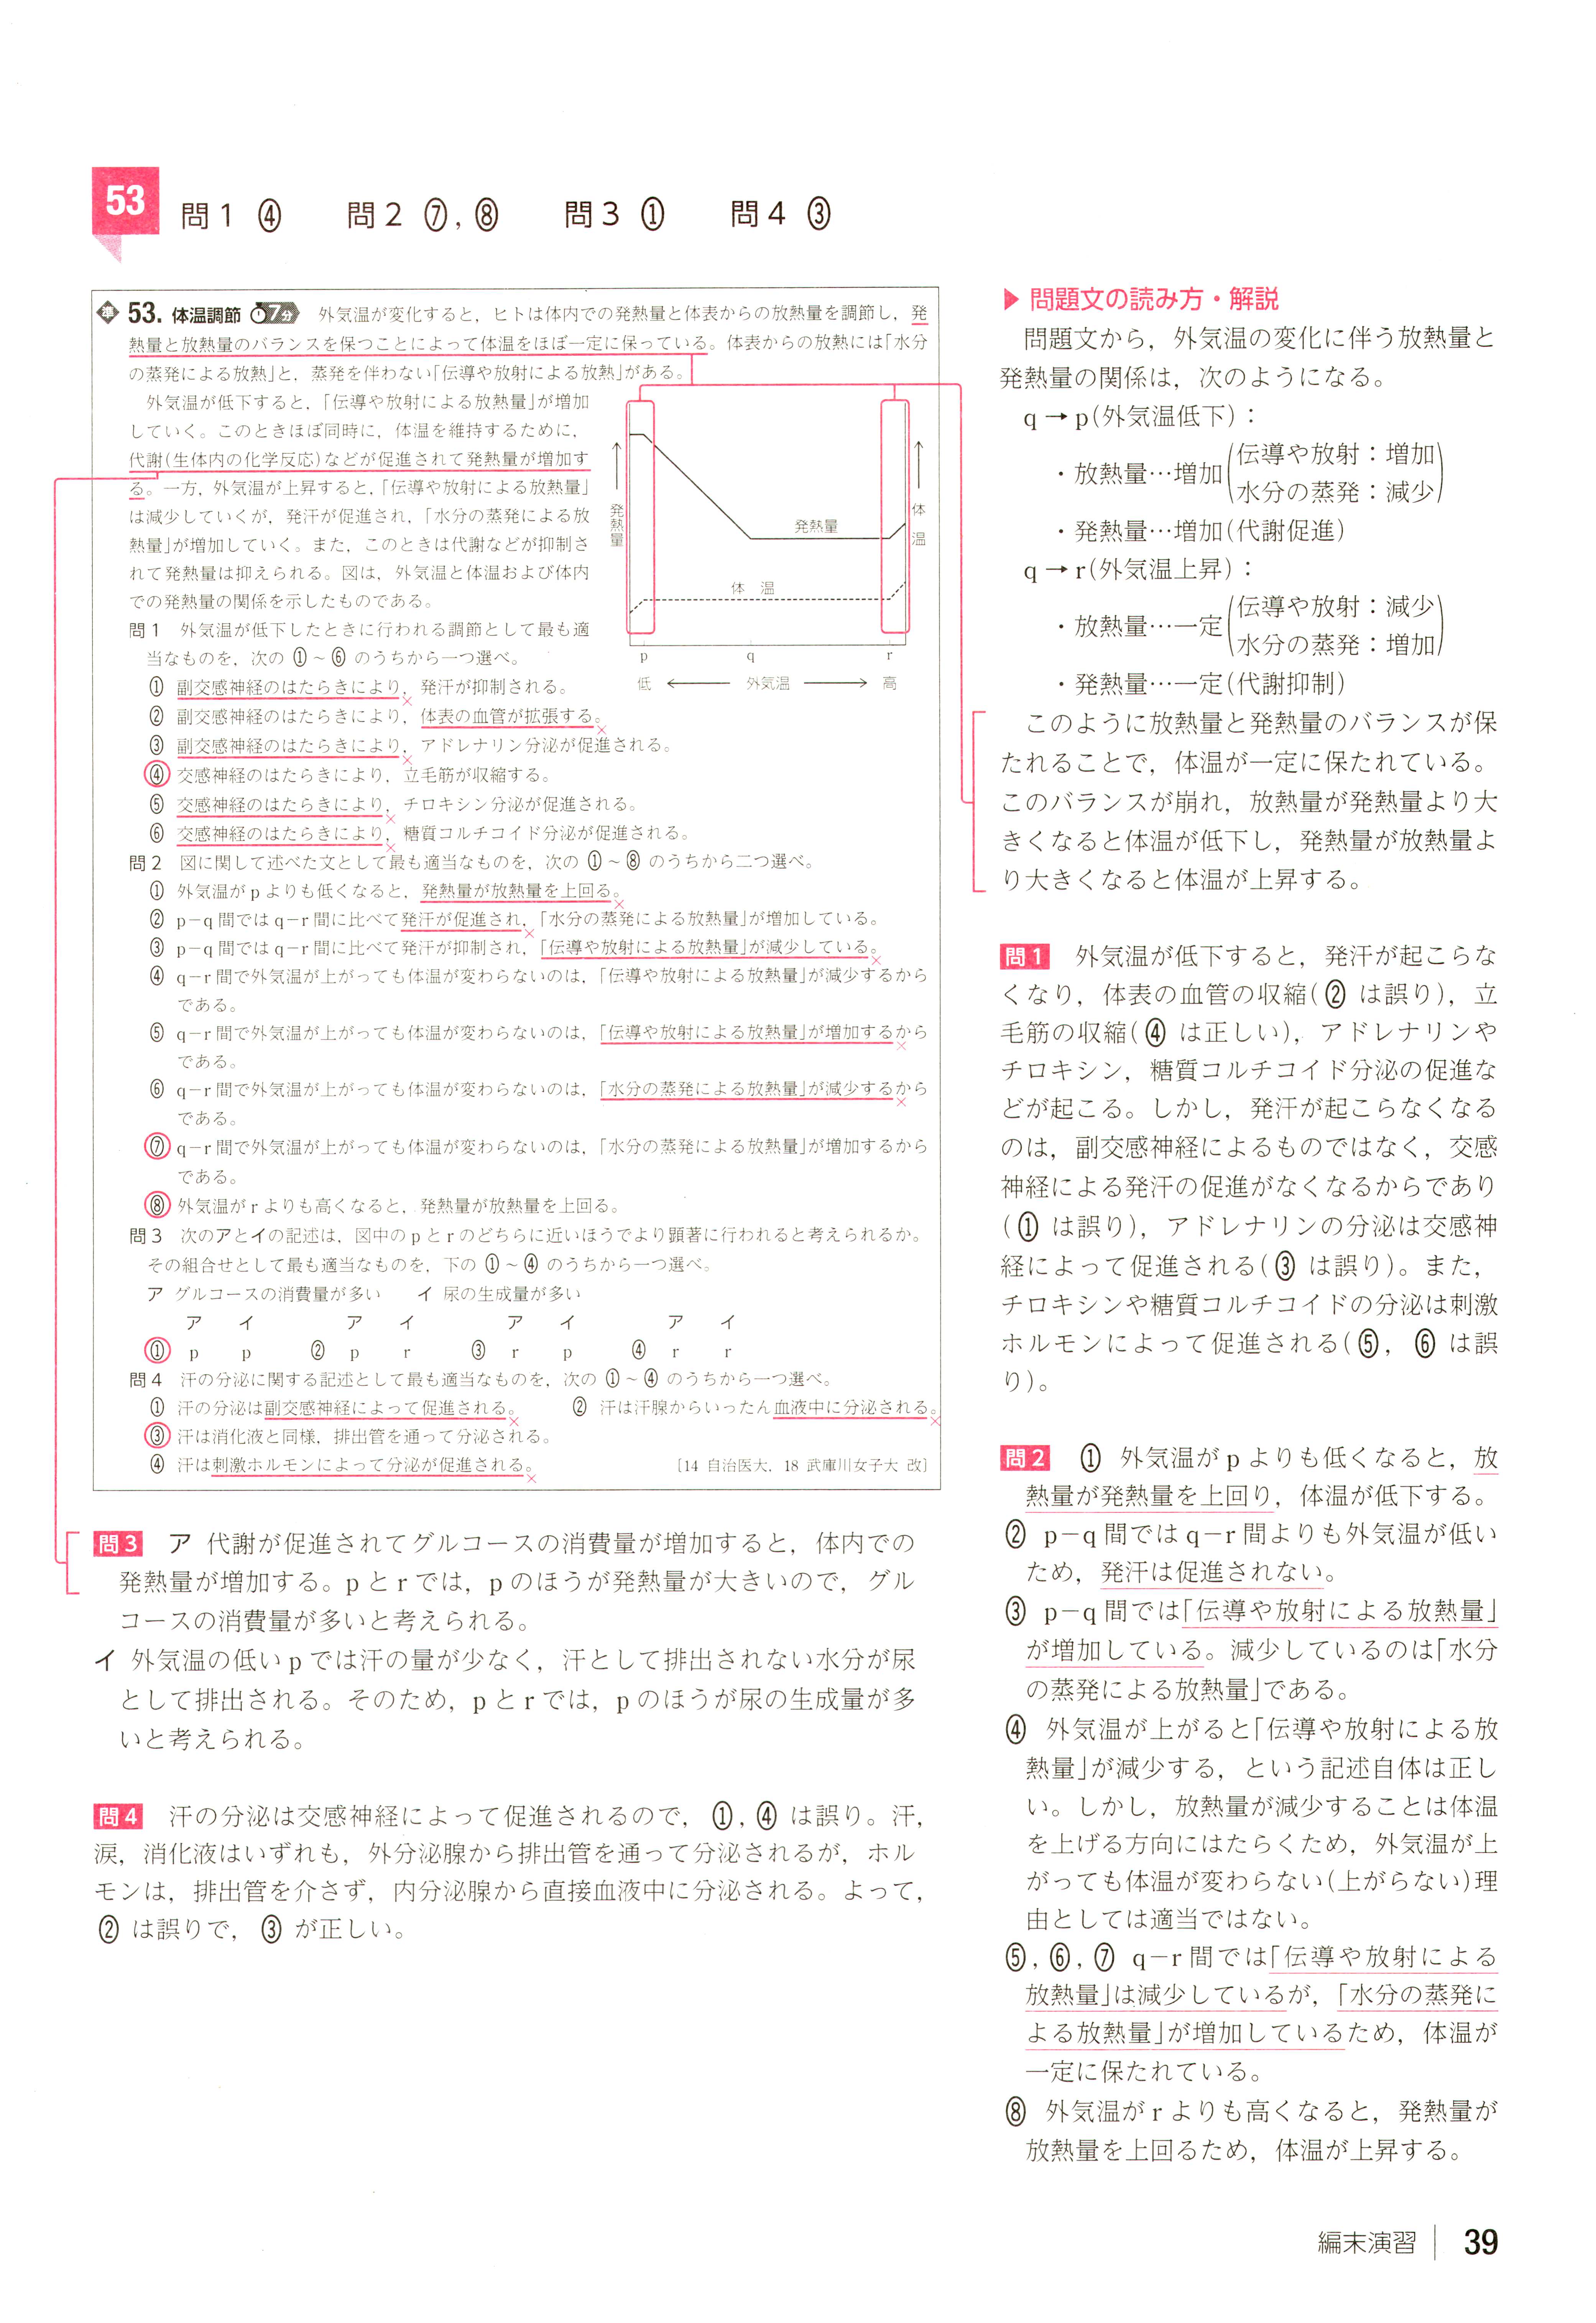 53
問1 ④ 問2 ⑦,⑧ 問3 ① 問4 ③
準 53. 体温調節 7分 外気温が変化すると，ヒトは体内での発熱量と体表からの放熱量を調節し，発
熱量と放熱量のバランスを保つことによって体温をほぼ一定に保っている。体表からの放熱には「水分
の蒸発による放熱」と，蒸発を伴わない「伝導や放射による放熱」がある。
外気温が低下すると，「伝導や放射による放熱量」が増加
していく。このときほぼ同時に，体温を維持するために，
代謝(生体内の化学反応)などが促進されて発熱量が増加す
る。一方，外気温が上昇すると，「伝導や放射による放熱量」
は減少していくが，発汗が促進され，「水分の蒸発による放
熱量」が増加していく。また，このときは代謝などが抑制さ
れて発熱量は抑えられる。図は，外気温と体温および体内
での発熱量の関係を示したものである。
発熱量
発熱量
体温
体 温
p q r
低 外気温 高
問1 外気温が低下したときに行われる調節として最も適
当なものを，次の ①～⑥ のうちから一つ選べ。
① 副交感神経のはたらきにより，発汗が抑制される。
② 副交感神経のはたらきにより，体表の血管が拡張する。
③ 副交感神経のはたらきにより，アドレナリン分泌が促進される。
④ 交感神経のはたらきにより，立毛筋が収縮する。
⑤ 交感神経のはたらきにより，チロキシン分泌が促進される。
⑥ 交感神経のはたらきにより，糖質コルチコイド分泌が促進される。
問2 図に関して述べた文として最も適当なものを，次の ①～⑧ のうちから二つ選べ。
① 外気温がpよりも低くなると，発熱量が放熱量を上回る。
② p−q間ではq−r間に比べて発汗が促進され，「水分の蒸発による放熱量」が増加している。
③ p−q間ではq−r間に比べて発汗が抑制され，「伝導や放射による放熱量」が減少している。
④ q−r間で外気温が上がっても体温が変わらないのは，「伝導や放射による放熱量」が減少するから
である。
⑤ q−r間で外気温が上がっても体温が変わらないのは，「伝導や放射による放熱量」が増加するから
である。
⑥ q−r間で外気温が上がっても体温が変わらないのは，「水分の蒸発による放熱量」が減少するから
である。
⑦ q−r間で外気温が上がっても体温が変わらないのは，「水分の蒸発による放熱量」が増加するから
である。
⑧ 外気温がrよりも高くなると，発熱量が放熱量を上回る。
問3 次のアとイの記述は，図中のpとrのどちらに近いほうでより顕著に行われると考えられるか。
その組合せとして最も適当なものを，下の ①～④ のうちから一つ選べ。
ア グルコースの消費量が多い イ 尿の生成量が多い
ア イ ア イ ア イ ア イ
① p p ② p r ③ r p ④ r r
問4 汗の分泌に関する記述として最も適当なものを，次の ①～④ のうちから一つ選べ。
① 汗の分泌は副交感神経によって促進される。 ② 汗は汗腺からいったん血液中に分泌される。
③ 汗は消化液と同様，排出管を通って分泌される。
④ 汗は刺激ホルモンによって分泌が促進される。 [14 自治医大，18 武庫川女子大 改]
問3 ア 代謝が促進されてグルコースの消費量が増加すると，体内での
発熱量が増加する。pとrでは，pのほうが発熱量が大きいので，グル
コースの消費量が多いと考えられる。
イ 外気温の低いpでは汗の量が少なく，汗として排出されない水分が尿
として排出される。そのため，pとrでは，pのほうが尿の生成量が多
いと考えられる。
問4 汗の分泌は交感神経によって促進されるので，①，④ は誤り。汗，
涙，消化液はいずれも，外分泌腺から排出管を通って分泌されるが，ホル
モンは，排出管を介さず，内分泌腺から直接血液中に分泌される。よって，
② は誤りで，③ が正しい。
▶ 問題文の読み方・解説
問題文から，外気温の変化に伴う放熱量と
発熱量の関係は，次のようになる。
q→p(外気温低下)：
・放熱量…増加(伝導や放射：増加
水分の蒸発：減少)
・発熱量…増加(代謝促進)
q→r(外気温上昇)：
・放熱量…一定(伝導や放射：減少
水分の蒸発：増加)
・発熱量…一定(代謝抑制)
このように放熱量と発熱量のバランスが保
たれることで，体温が一定に保たれている。
このバランスが崩れ，放熱量が発熱量より大
きくなると体温が低下し，発熱量が放熱量よ
り大きくなると体温が上昇する。
問1 外気温が低下すると，発汗が起こらな
くなり，体表の血管の収縮(② は誤り)，立
毛筋の収縮(④ は正しい)，アドレナリンや
チロキシン，糖質コルチコイド分泌の促進な
どが起こる。しかし，発汗が起こらなくなる
のは，副交感神経によるものではなく，交感
神経による発汗の促進がなくなるからであり
(① は誤り)，アドレナリンの分泌は交感神
経によって促進される(③ は誤り)。また，
チロキシンや糖質コルチコイドの分泌は刺激
ホルモンによって促進される(⑤，⑥ は誤
り)。
問2 ① 外気温がpよりも低くなると，放
熱量が発熱量を上回り，体温が低下する。
② p−q間ではq−r間よりも外気温が低い
ため，発汗は促進されない。
③ p−q間では「伝導や放射による放熱量」
が増加している。減少しているのは「水分
の蒸発による放熱量」である。
④ 外気温が上がると「伝導や放射による放
熱量」が減少する，という記述自体は正し
い。しかし，放熱量が減少することは体温
を上げる方向にはたらくため，外気温が上
がっても体温が変わらない(上がらない)理
由としては適当ではない。
⑤，⑥，⑦ q−r間では「伝導や放射による
放熱量」は減少しているが，「水分の蒸発に
よる放熱量」が増加しているため，体温が
一定に保たれている。
⑧ 外気温がrよりも高くなると，発熱量が
放熱量を上回るため，体温が上昇する。
編末演習 39